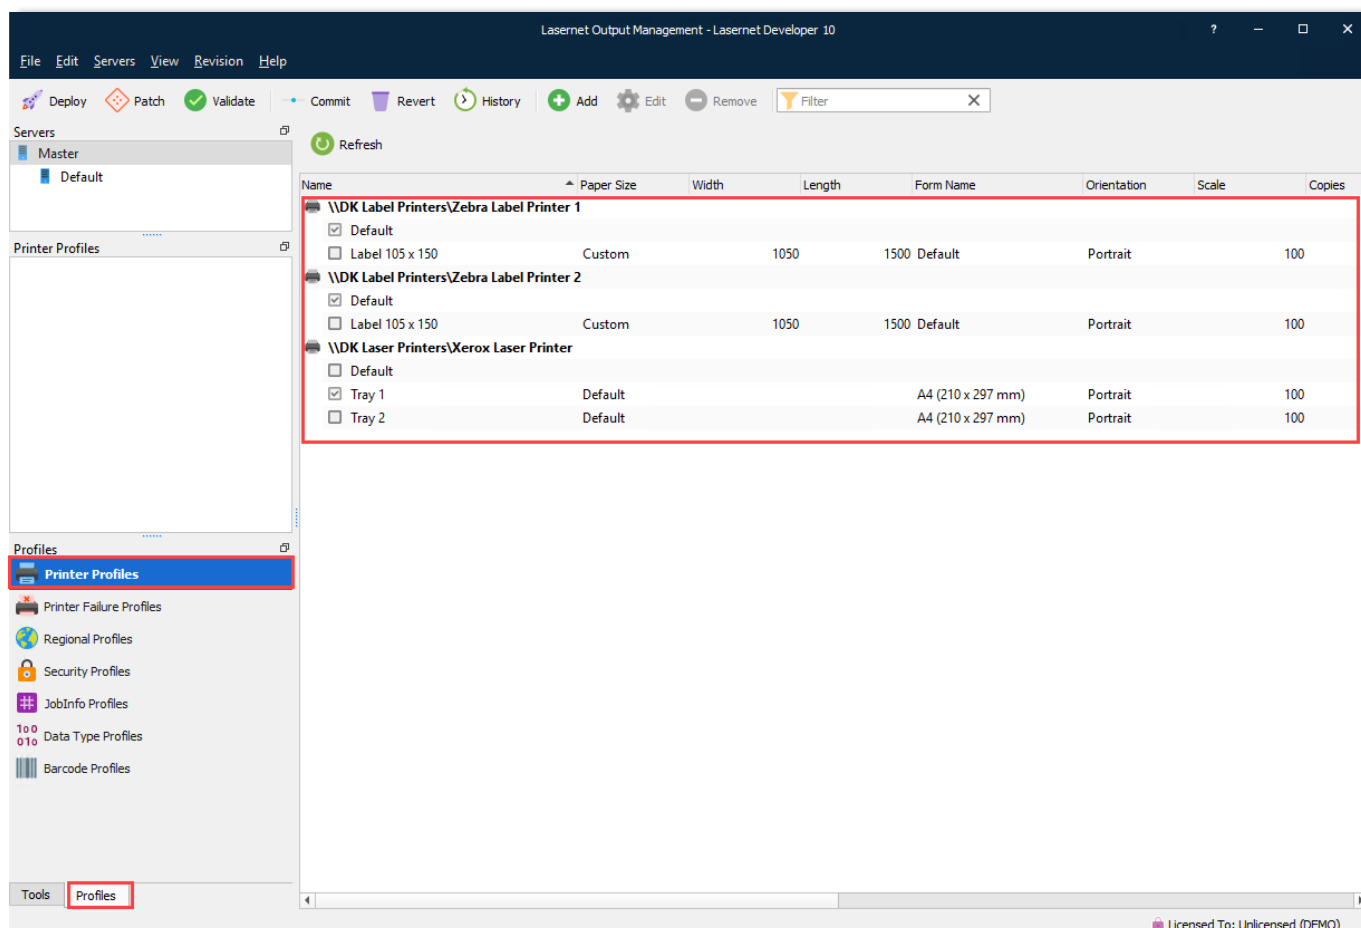 Lasernet Output Management - Lasernet Developer 10 ?
File Edit Servers View Revision Help
Deploy Patch Validate Commit Revert History Add Edit Remove Filter
Servers
Master
Default
Printer Profiles
Refresh
Name Paper Size Width Length Form Name Orientation Scale Copies
\\DK Label Printers\Zebra Label Printer 1
Default
Label 105 x 150 Custom 1050 1500 Default Portrait 100
\\DK Label Printers\Zebra Label Printer 2
Default
Label 105 x 150 Custom 1050 1500 Default Portrait 100
\\DK Laser Printers\Xerox Laser Printer
Default
Tray 1 Default A4 (210 x 297 mm) Portrait 100
Tray 2 Default A4 (210 x 297 mm) Portrait 100
Profiles
Printer Profiles
Printer Failure Profiles
Regional Profiles
Security Profiles
JobInfo Profiles
100
010 Data Type Profiles
Barcode Profiles
Tools Profiles
Licensed To: Unlicensed (DEMO)